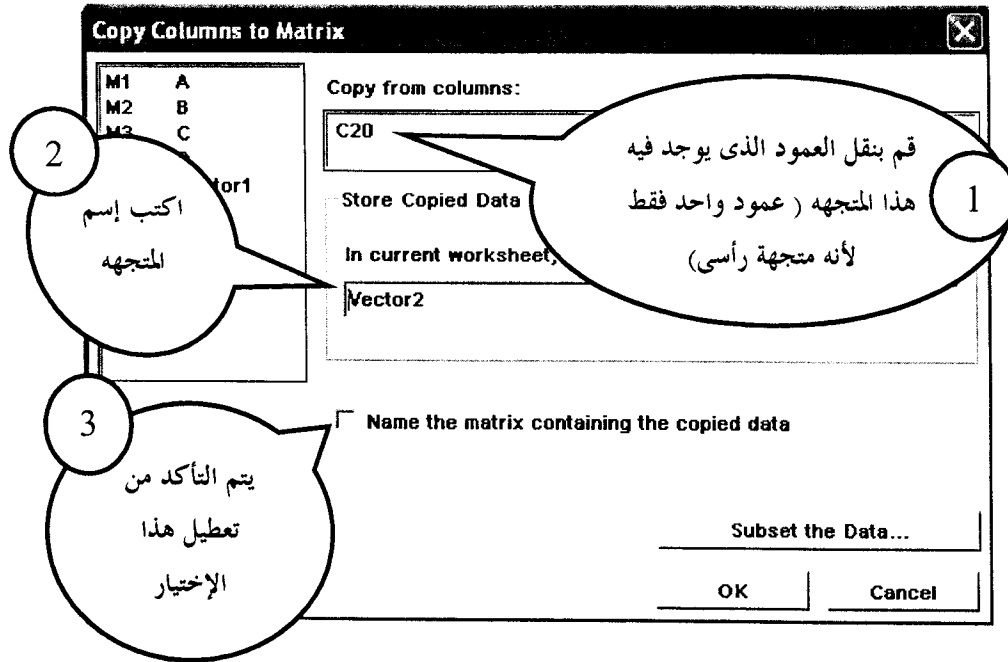 Copy Columns to Matrix
M1 A
M2 B
M3 C
tor1
Copy from columns:
C20
Store Copied Data
In current worksheet,
Vector2
Name the matrix containing the copied data
Subset the Data...
OK
Cancel
1
قم بنقل العمود الذى يوجد فيه
هذا المتجهه ( عمود واحد فقط
لأنه متجهة رأسى)
2
اكتب إسم
المتجهه
3
يتم التأكد من
تعطيل هذا
الإختيار